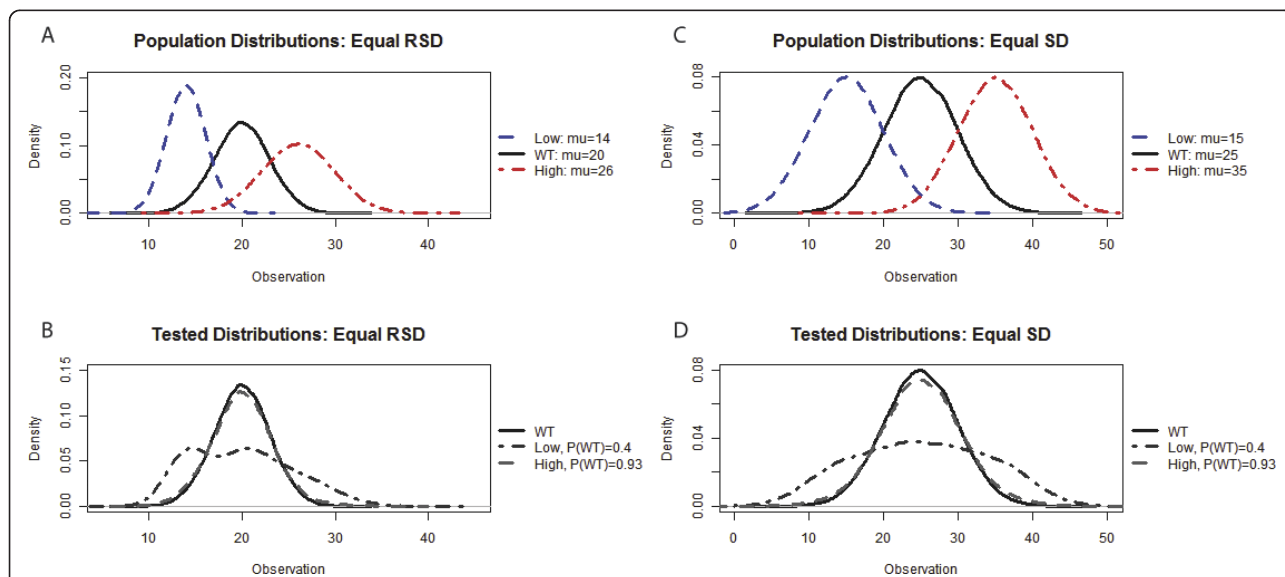 A
Population Distributions: Equal RSD
Density
0.00
0.10
0.20
10
20
30
40
Observation
Low: mu=14
WT: mu=20
High: mu=26
C
Population Distributions: Equal SD
Density
0.00
0.04
0.08
0
10
20
30
40
50
Observation
Low: mu=15
WT: mu=25
High: mu=35
B
Tested Distributions: Equal RSD
Density
0.00
0.05
0.10
0.15
10
20
30
40
Observation
WT
Low, P(WT)=0.4
High, P(WT)=0.93
D
Tested Distributions: Equal SD
Density
0.00
0.04
0.08
0
10
20
30
40
50
Observation
WT
Low, P(WT)=0.4
High, P(WT)=0.93